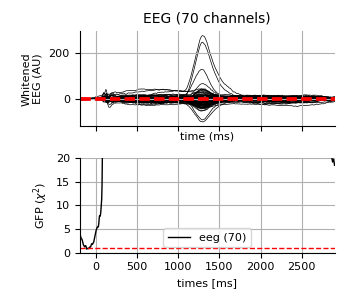 EEG (70 channels)
Whitened
EEG (AU)
200
0
time (ms)
GFP (χ²)
20
15
10
5
0
eeg (70)
0 500 1000 1500 2000 2500
times [ms]